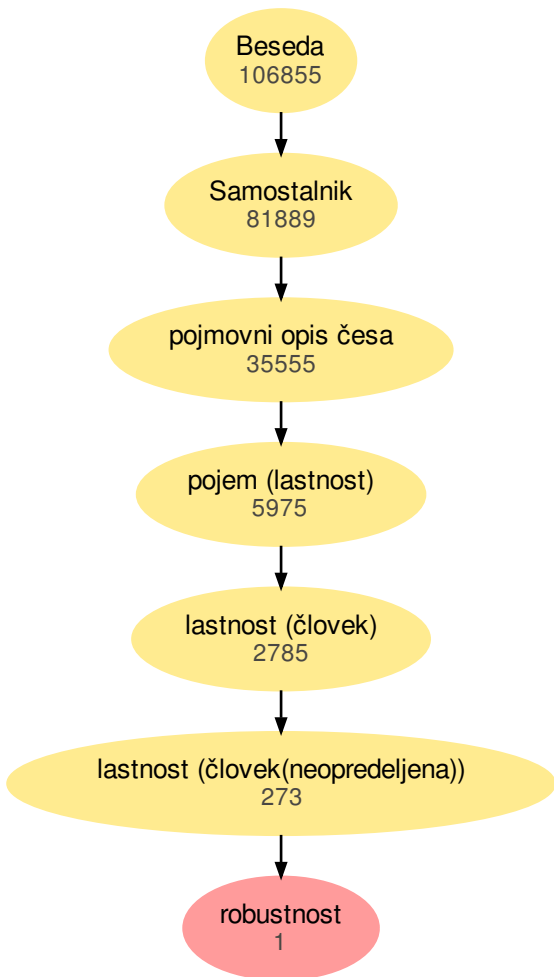 Beseda
106855
Samostalnik
81889
pojmovni opis česa
35555
pojem (lastnost)
5975
lastnost (človek)
2785
lastnost (človek(neopredeljena))
273
robustnost
1